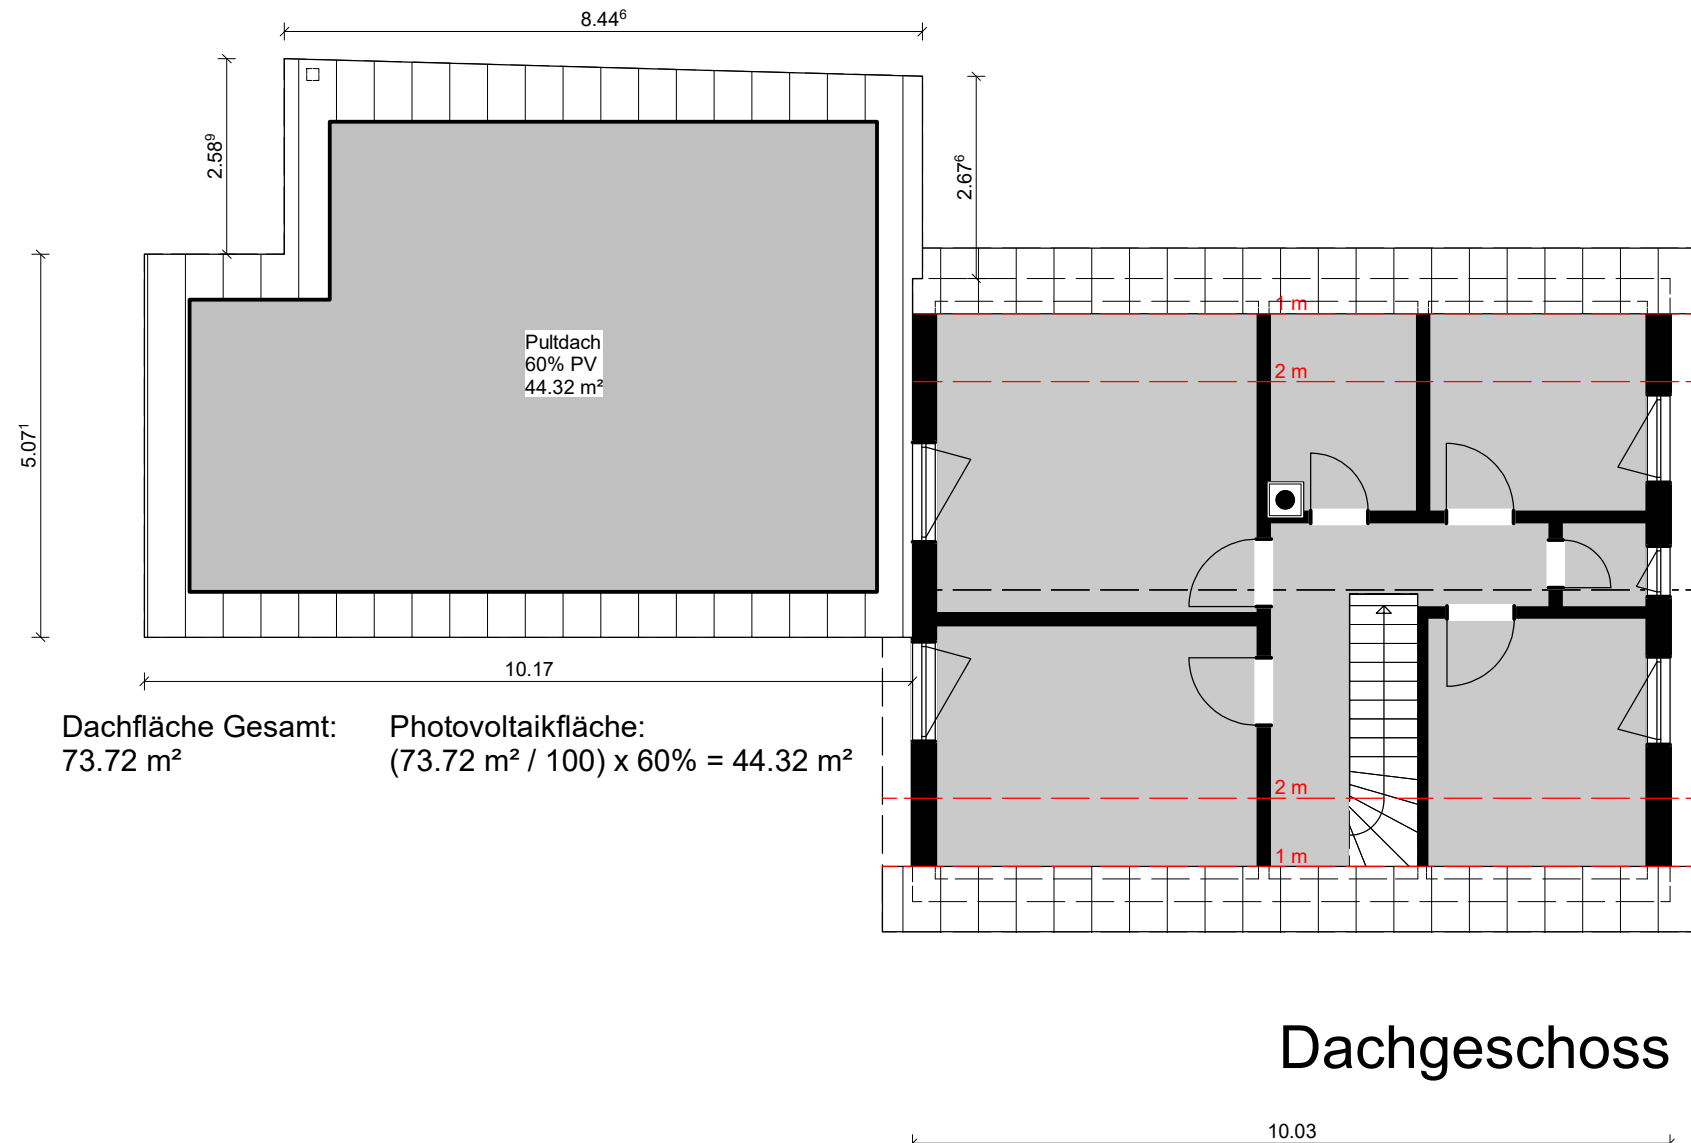 8.44⁶
2.58⁹
2.67⁶
1 m
Pultdach
60% PV
44.32 m²
2 m
5.07¹
10.17
Dachfläche Gesamt:
73.72 m²
Photovoltaikfläche:
(73.72 m² / 100) x 60% = 44.32 m²
2 m
1 m
Dachgeschoss
10.03